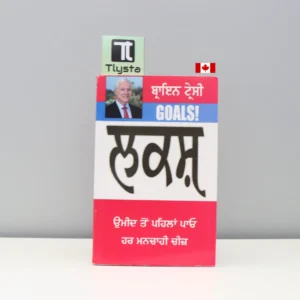 Tlysta
ਬ੍ਰਾਇਨ ਟ੍ਰੇਸੀ
GOALS!
ਲਕਸ਼
ਉਮੀਦ ਤੋਂ ਪਹਿਲਾਂ ਪਾਓ
ਹਰ ਮਨਚਾਹੀ ਚੀਜ਼